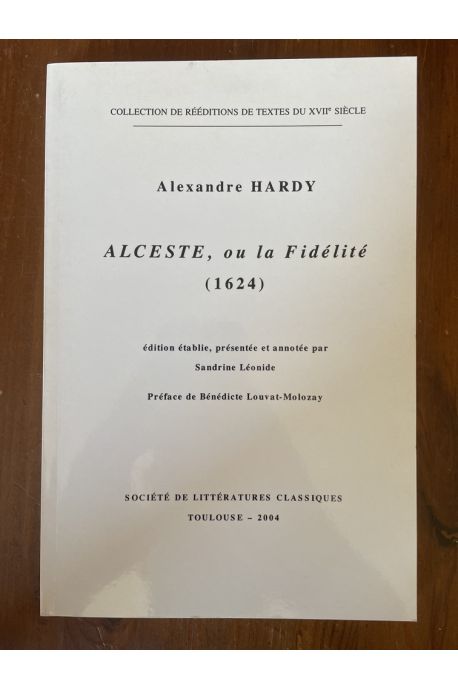 COLLECTION DE RÉÉDITIONS DE TEXTES DU XVIIe SIÈCLE
Alexandre HARDY
ALCESTE, ou la Fidélité
(1624)
édition établie, présentée et annotée par
Sandrine Léonide
Préface de Bénédicte Louvat-Molozay
SOCIÉTÉ DE LITTÉRATURES CLASSIQUES
TOULOUSE – 2004